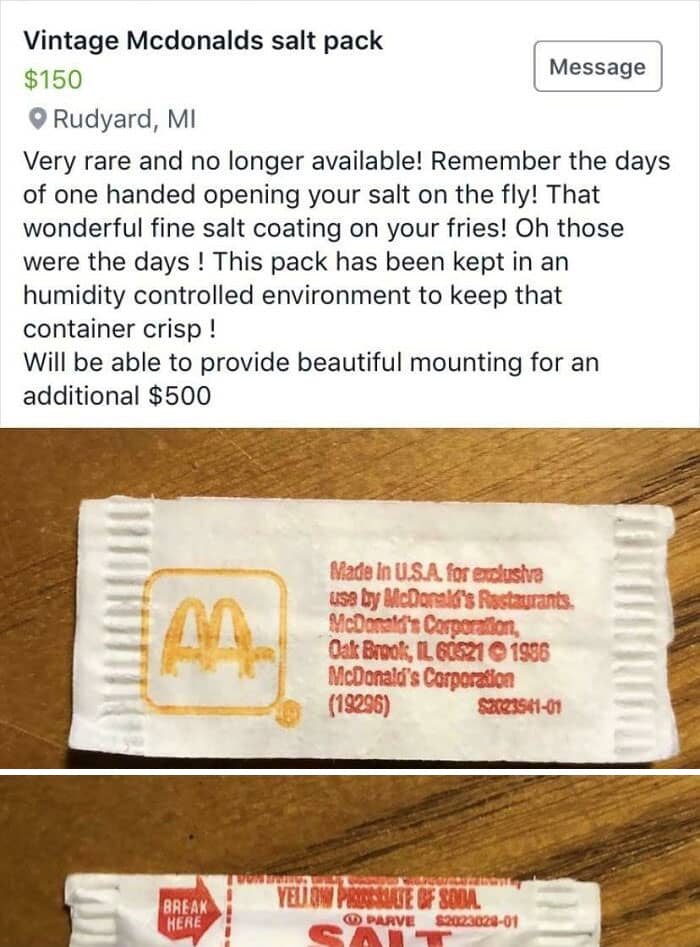 Vintage Mcdonalds salt pack
$150
Message
Rudyard, MI
Very rare and no longer available! Remember the days
of one handed opening your salt on the fly! That
wonderful fine salt coating on your fries! Oh those
were the days ! This pack has been kept in an
humidity controlled environment to keep that
container crisp !
Will be able to provide beautiful mounting for an
additional $500
Made in U.S.A. for exclusive
use by McDonald's Restaurants.
McDonald's Corporation,
Oak Brook, IL 60521 © 1986
McDonald's Corporation
(19296) S2023541-01
BREAK
HERE
YELLOW PRUSSIATE OF SODA.
Ⓤ PARVE S2023028-01
SALT